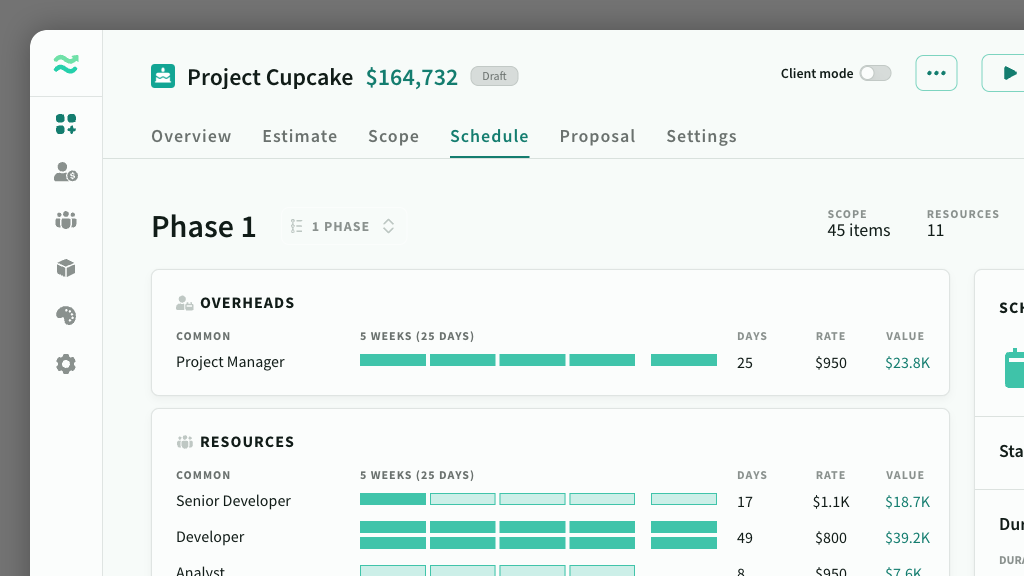 Project Cupcake $164,732 Draft
Client mode
Overview Estimate Scope Schedule Proposal Settings
Phase 1 1 PHASE
SCOPE RESOURCES
45 items 11
OVERHEADS
COMMON 5 WEEKS (25 DAYS) DAYS RATE VALUE
Project Manager 25 $950 $23.8K
RESOURCES
COMMON 5 WEEKS (25 DAYS) DAYS RATE VALUE
Senior Developer 17 $1.1K $18.7K
Developer 49 $800 $39.2K
Analyst 8 $950 $7.6K
SCH
Sta
Dur
DURA